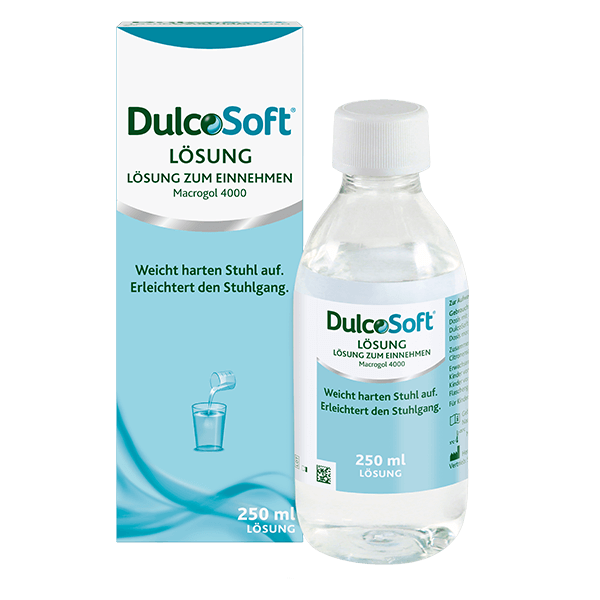 DulcoSoft®
LÖSUNG
LÖSUNG ZUM EINNEHMEN
Macrogol 4000
Weicht harten Stuhl auf.
Erleichtert den Stuhlgang.
250 ml
LÖSUNG
DulcoSoft®
LÖSUNG
LÖSUNG ZUM EINNEHMEN
Macrogol 4000
Weicht harten Stuhl auf.
Erleichtert den Stuhlgang.
250 ml
LÖSUNG